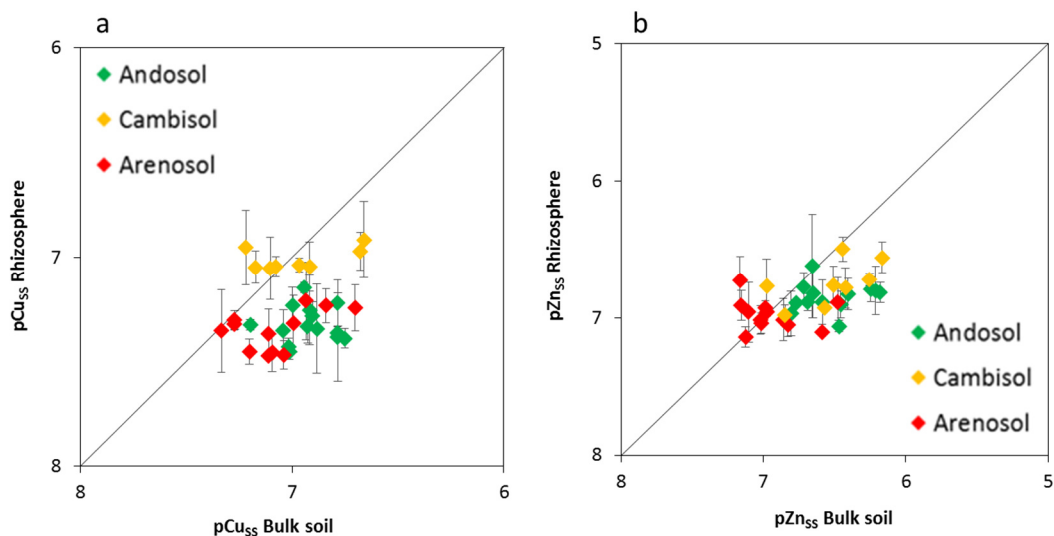 a
6
7
8
8
7
6
pCuSS Rhizosphere
pCuSS Bulk soil
Andosol
Cambisol
Arenosol
b
5
6
7
8
8
7
6
5
pZnSS Rhizosphere
pZnSS Bulk soil
Andosol
Cambisol
Arenosol